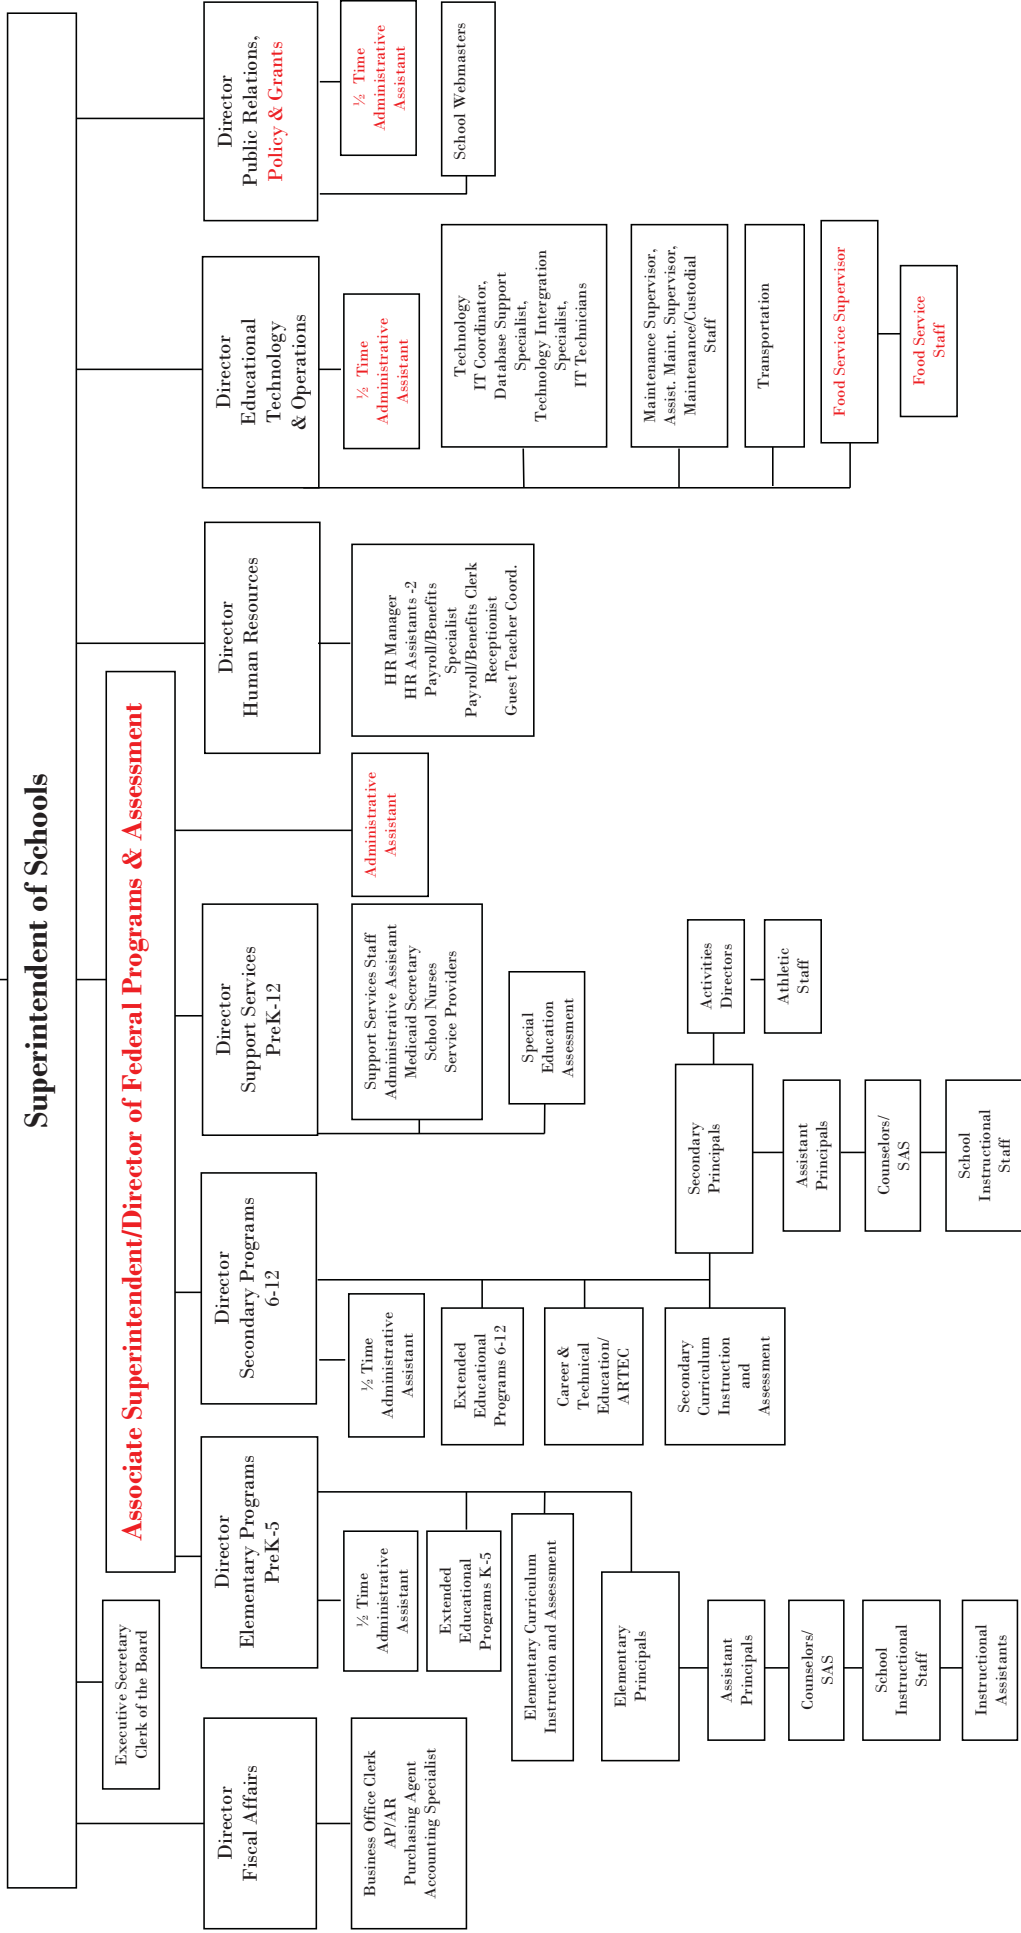 Superintendent of Schools
Executive Secretary
Clerk of the Board
Associate Superintendent/Director of Federal Programs & Assessment
Director
Fiscal Affairs
Business Office Clerk
AP/AR
Purchasing Agent
Accounting Specialist
Director
Elementary Programs
PreK-5
½ Time
Administrative
Assistant
Extended
Educational
Programs K-5
Elementary Curriculum
Instruction and Assessment
Elementary
Principals
Assistant
Principals
Counselors/
SAS
School
Instructional
Staff
Instructional
Assistants
Director
Secondary Programs
6-12
½ Time
Administrative
Assistant
Extended
Educational
Programs 6-12
Career &
Technical
Education/
ARTEC
Secondary
Curriculum
Instruction
and
Assessment
Secondary
Principals
Activities
Directors
Athletic
Staff
Assistant
Principals
Counselors/
SAS
School
Instructional
Staff
Director
Support Services
PreK-12
Support Services Staff
Administrative Assistant
Medicaid Secretary
School Nurses
Service Providers
Special
Education
Assessment
Administrative
Assistant
Director
Human Resources
HR Manager
HR Assistants -2
Payroll/Benefits
Specialist
Payroll/Benefits Clerk
Receptionist
Guest Teacher Coord.
Director
Educational
Technology
& Operations
½ Time
Administrative
Assistant
Technology
IT Coordinator,
Database Support
Specialist,
Technology Intergration
Specialist,
IT Technicians
Maintenance Supervisor,
Assist. Maint. Supervisor,
Maintenance/Custodial
Staff
Transportation
Food Service Supervisor
Food Service
Staff
Director
Public Relations,
Policy & Grants
½ Time
Administrative
Assistant
School Webmasters